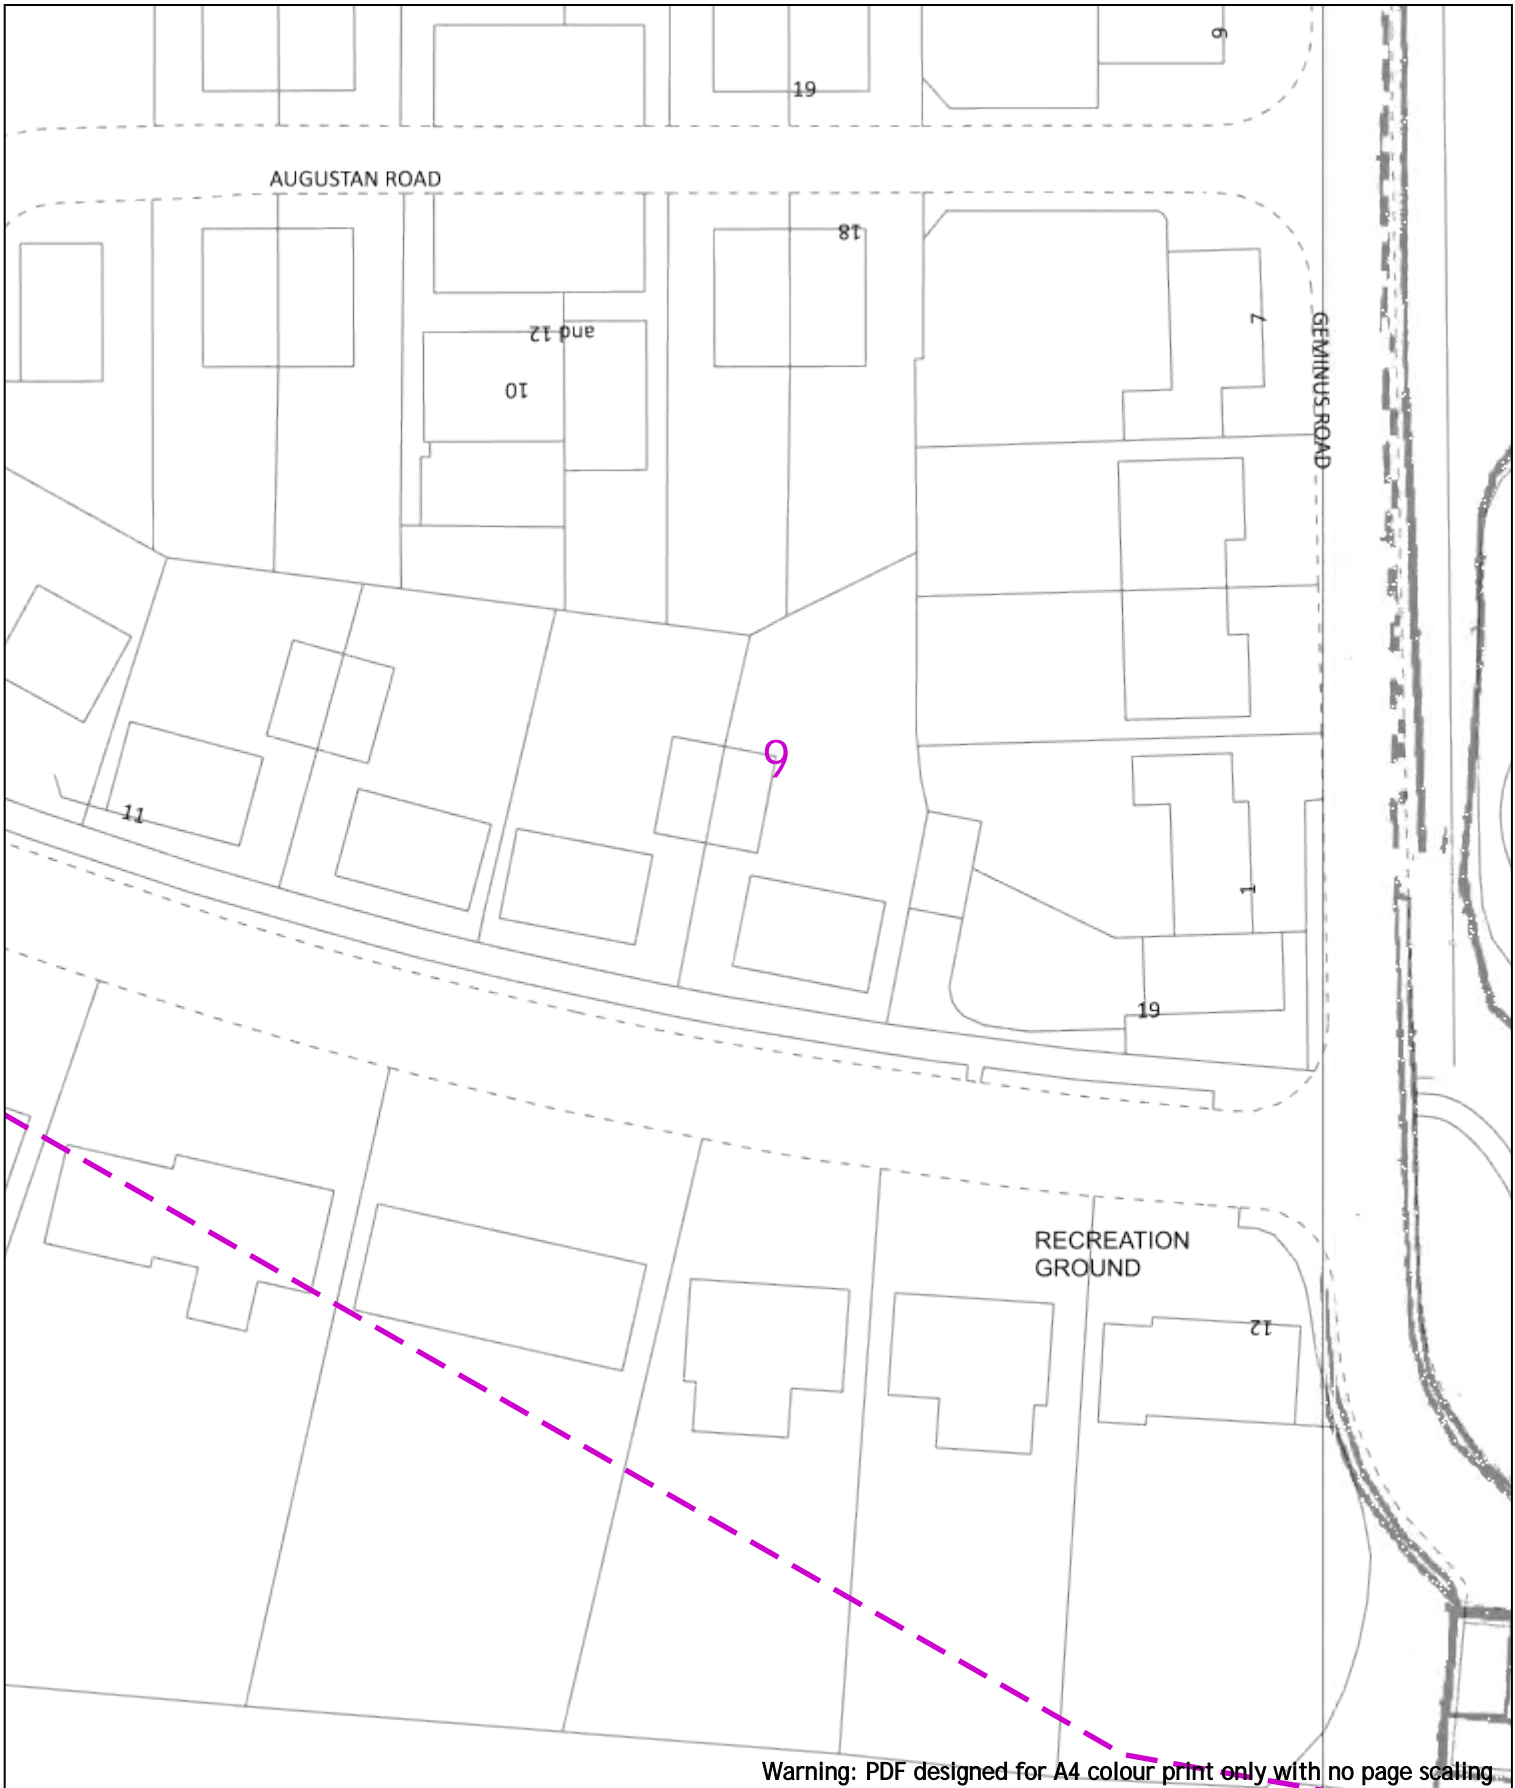 6
19
AUGUSTAN ROAD
18
7
GEMINUS ROAD
and 12
10
9
11
1
19
RECREATION
GROUND
12
Warning: PDF designed for A4 colour print only with no page scaling